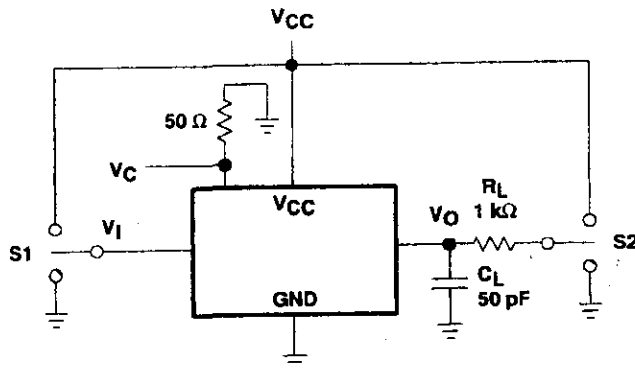 VCC
50 Ω
VC
VCC
RL
1 kΩ
VO
S1
VI
S2
CL
50 pF
GND